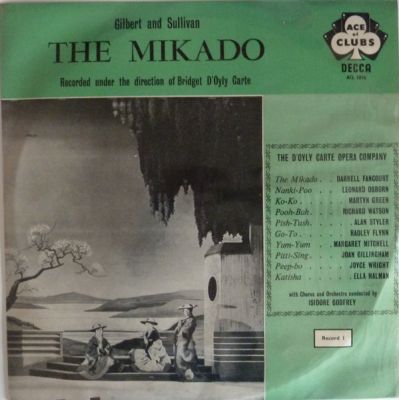 Gilbert and Sullivan
THE MIKADO
Recorded under the direction of Bridget D'Oyly Carte
ACE of CLUBS
DECCA
THE D'OYLY CARTE OPERA COMPANY
The Mikado . DARRELL FANCOURT
Nanki-Poo . . LEONARD OSBORN
Ko-Ko . . . . MARTYN GREEN
Pooh-Bah . . RICHARD WATSON
Pish-Tush . . . ALAN STYLER
Go-To . . . . RADLEY FLYNN
Yum-Yum . MARGARET MITCHELL
Pitti-Sing . . JOAN GILLINGHAM
Peep-bo . . . JOYCE WRIGHT
Katisha . . . ELLA HALMAN
with Chorus and Orchestra conducted by
ISIDORE GODFREY
Record 1